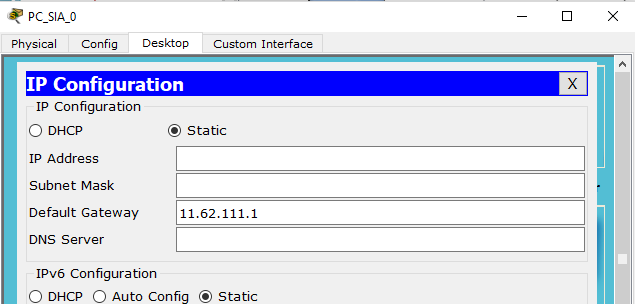 PC_SIA_0
Physical Config Desktop Custom Interface
IP Configuration X
IP Configuration
DHCP Static
IP Address
Subnet Mask
Default Gateway 11.62.111.1
DNS Server
IPv6 Configuration
DHCP Auto Config Static